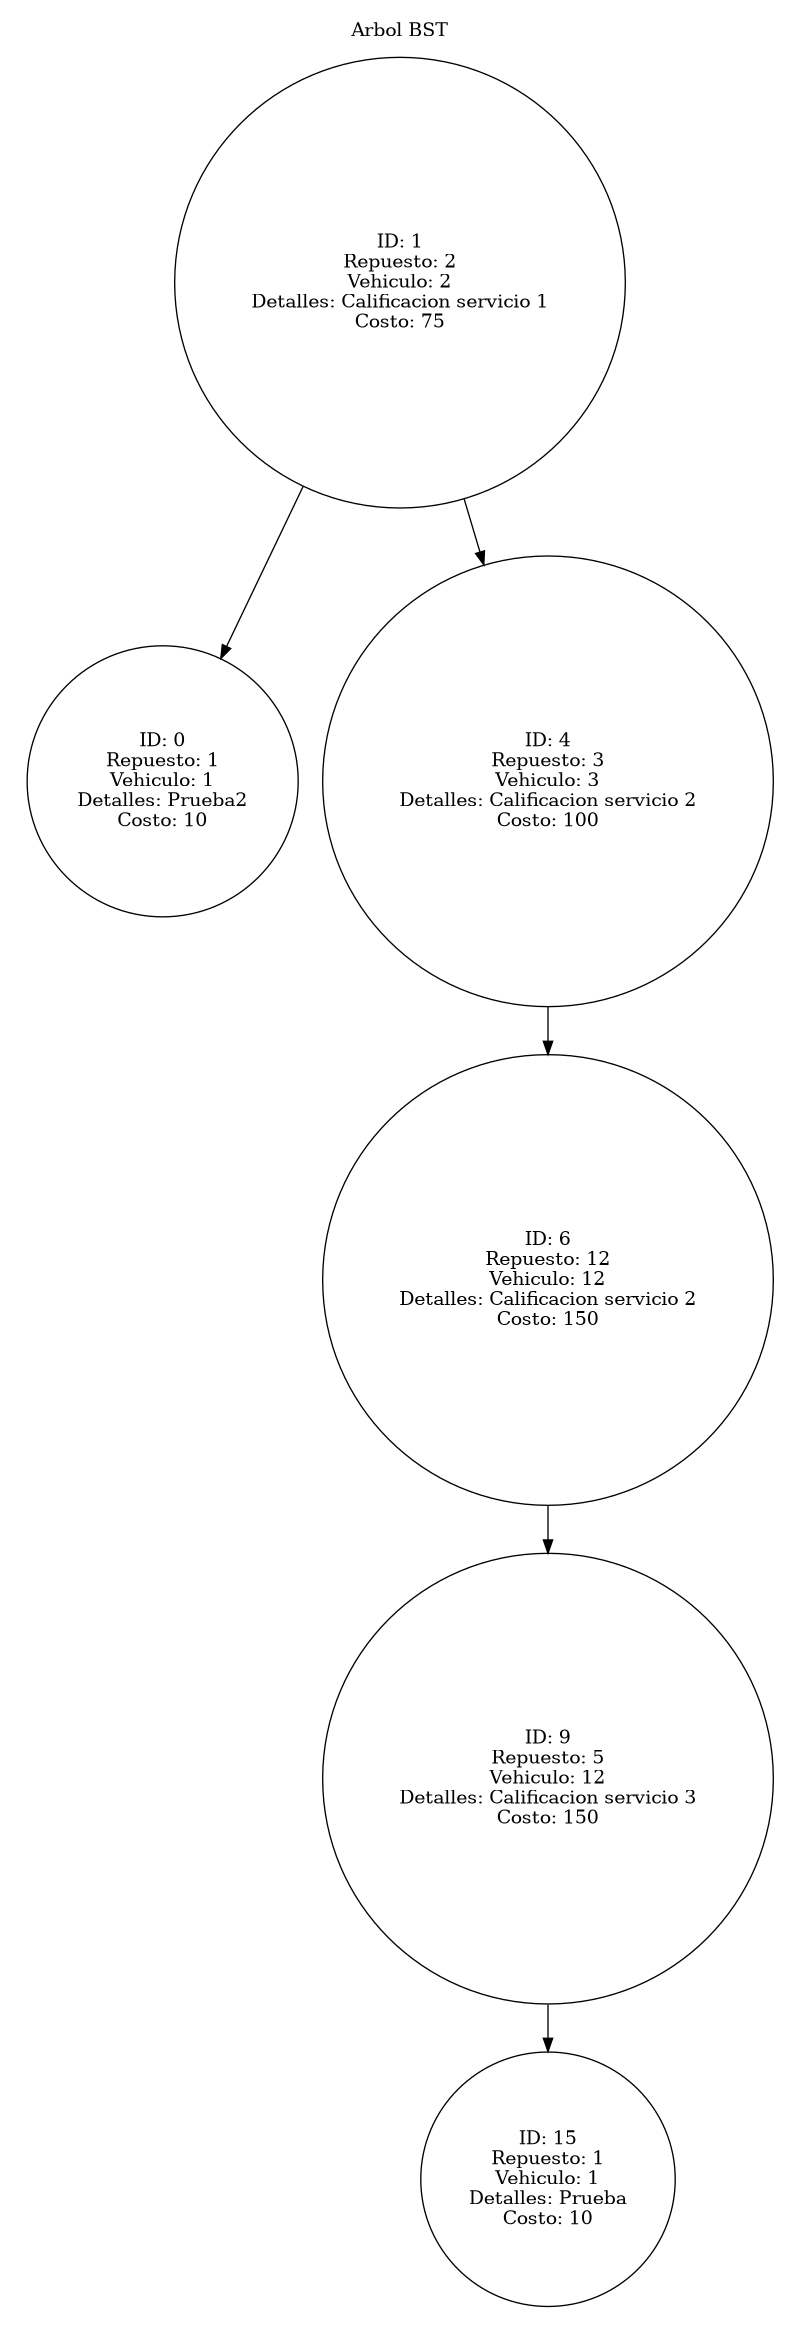 Arbol BST
ID: 1
Repuesto: 2
Vehiculo: 2
Detalles: Calificacion servicio 1
Costo: 75
ID: 0
Repuesto: 1
Vehiculo: 1
Detalles: Prueba2
Costo: 10
ID: 4
Repuesto: 3
Vehiculo: 3
Detalles: Calificacion servicio 2
Costo: 100
ID: 6
Repuesto: 12
Vehiculo: 12
Detalles: Calificacion servicio 2
Costo: 150
ID: 9
Repuesto: 5
Vehiculo: 12
Detalles: Calificacion servicio 3
Costo: 150
ID: 15
Repuesto: 1
Vehiculo: 1
Detalles: Prueba
Costo: 10